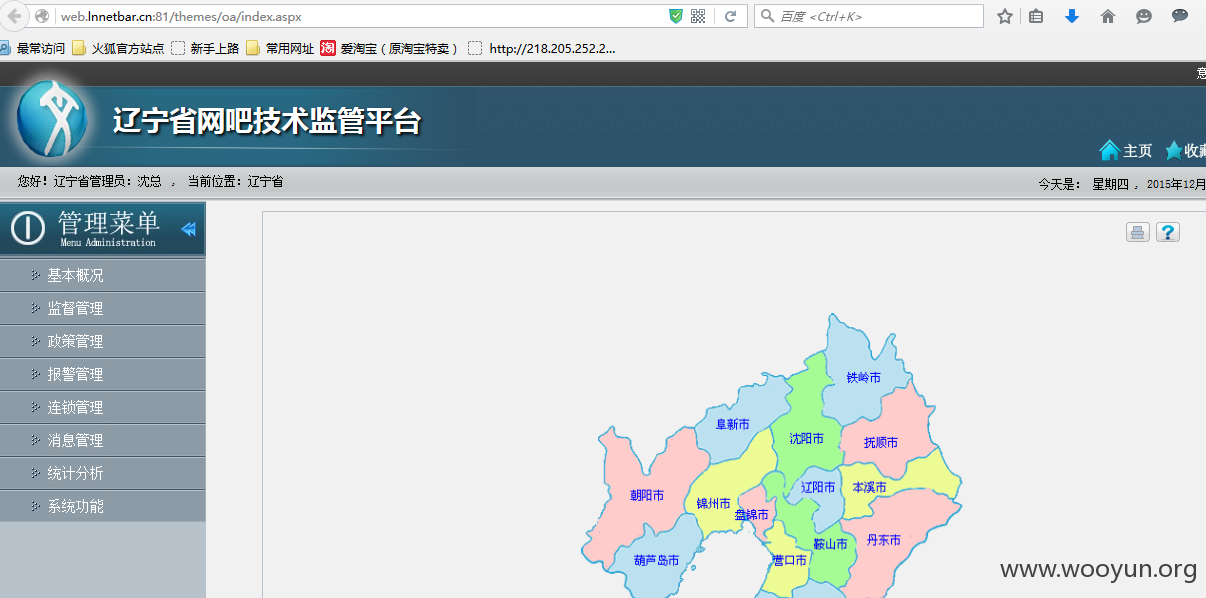 web.lnnetbar.cn:81/themes/oa/index.aspx
百度 <Ctrl+K>
最常访问 火狐官方站点 新手上路 常用网址 淘 爱淘宝（原淘宝特卖） http://218.205.252.2...
意
辽宁省网吧技术监管平台
主页 收藏
您好！辽宁省管理员：沈总 ， 当前位置：辽宁省
今天是： 星期四 ， 2015年12月
管理菜单
Menu Administration
?
基本概况
监督管理
政策管理
报警管理
连锁管理
消息管理
统计分析
系统功能
铁岭市
阜新市
沈阳市
抚顺市
朝阳市
辽阳市
本溪市
锦州市
盘锦市
丹东市
鞍山市
葫芦岛市
营口市
www.wooyun.org